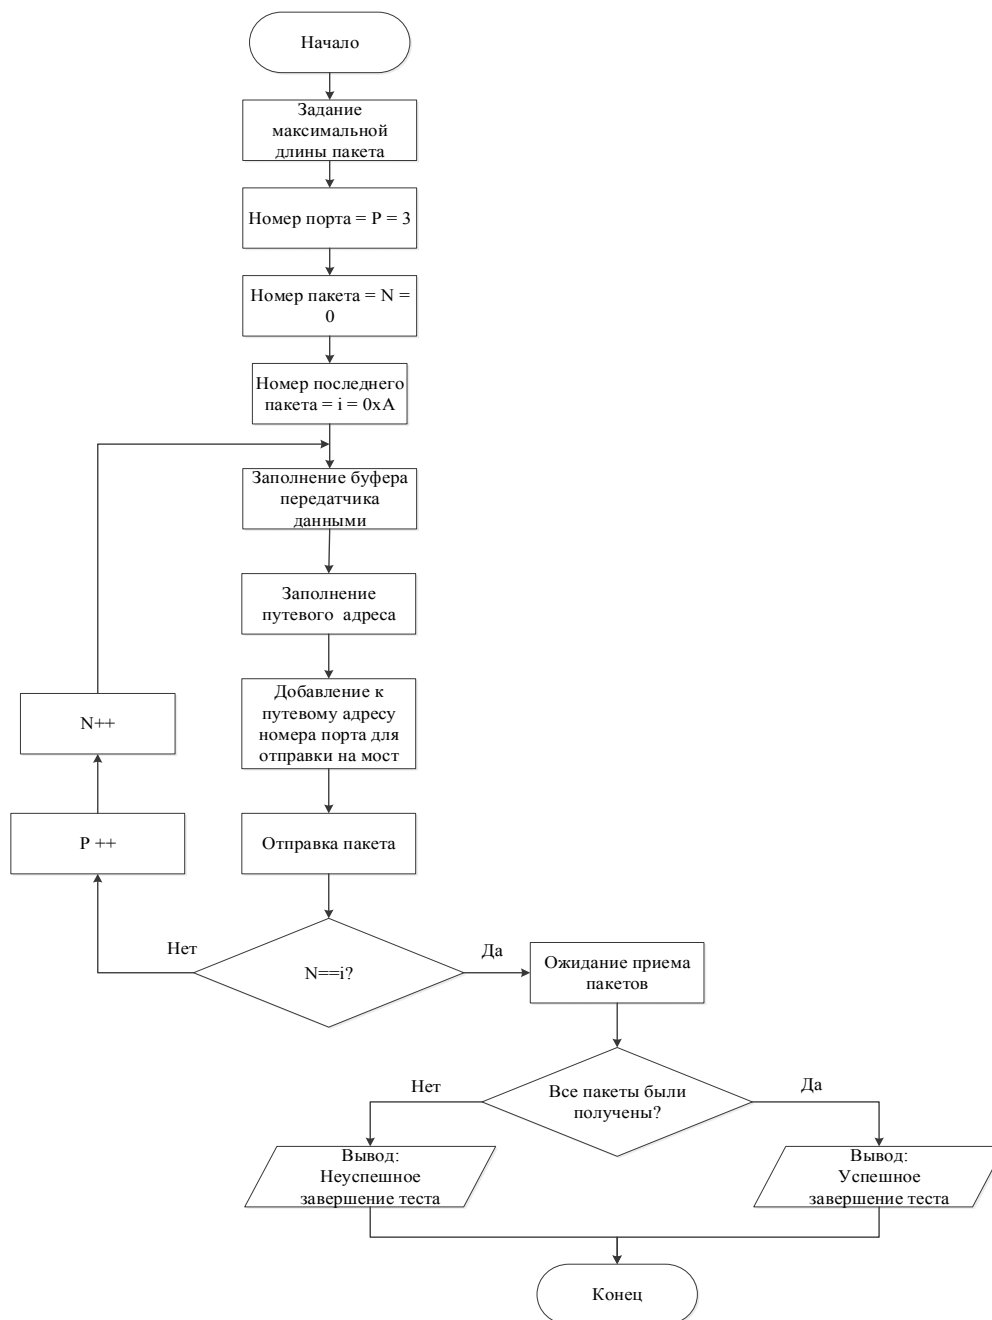 Начало
Задание
максимальной
длины пакета
Номер порта = P = 3
Номер пакета = N =
0
Номер последнего
пакета = i = 0xA
Заполнение буфера
передатчика
данными
Заполнение
путевого адреса
Добавление к
путевому адресу
номера порта для
отправки на мост
N++
P ++
Отправка пакета
Нет
N==i?
Да
Ожидание приема
пакетов
Нет
Все пакеты были
получены?
Да
Вывод:
Неуспешное
завершение теста
Вывод:
Успешное
завершение теста
Конец